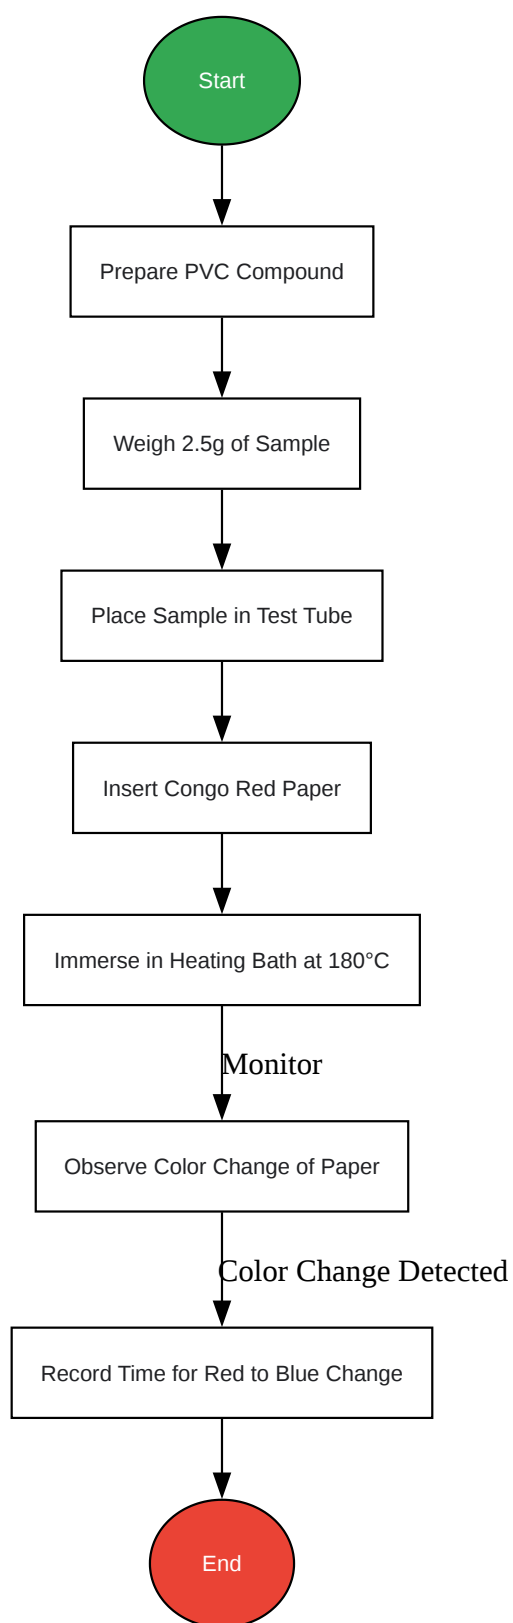 Start
Prepare PVC Compound
Weigh 2.5g of Sample
Place Sample in Test Tube
Insert Congo Red Paper
Immerse in Heating Bath at 180°C
Monitor
Observe Color Change of Paper
Color Change Detected
Record Time for Red to Blue Change
End